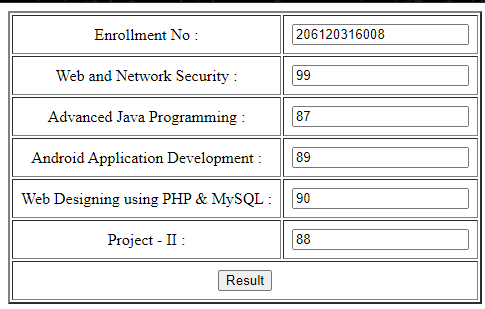 Enrollment No : 206120316008
Web and Network Security : 99
Advanced Java Programming : 87
Android Application Development : 89
Web Designing using PHP & MySQL : 90
Project - II : 88
Result